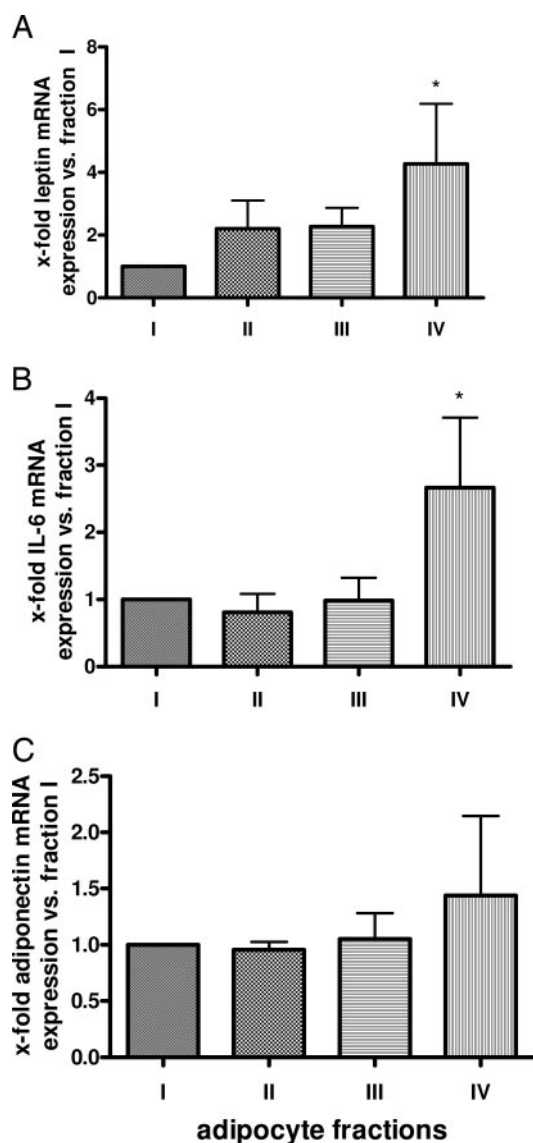 A
x-fold leptin mRNA
expression vs. fraction I
8
6
4
2
0
*
I II III IV
B
x-fold IL-6 mRNA
expression vs. fraction I
4
3
2
1
0
*
I II III IV
C
x-fold adiponectin mRNA
expression vs. fraction I
2.5
2.0
1.5
1.0
0.5
0.0
I II III IV
adipocyte fractions